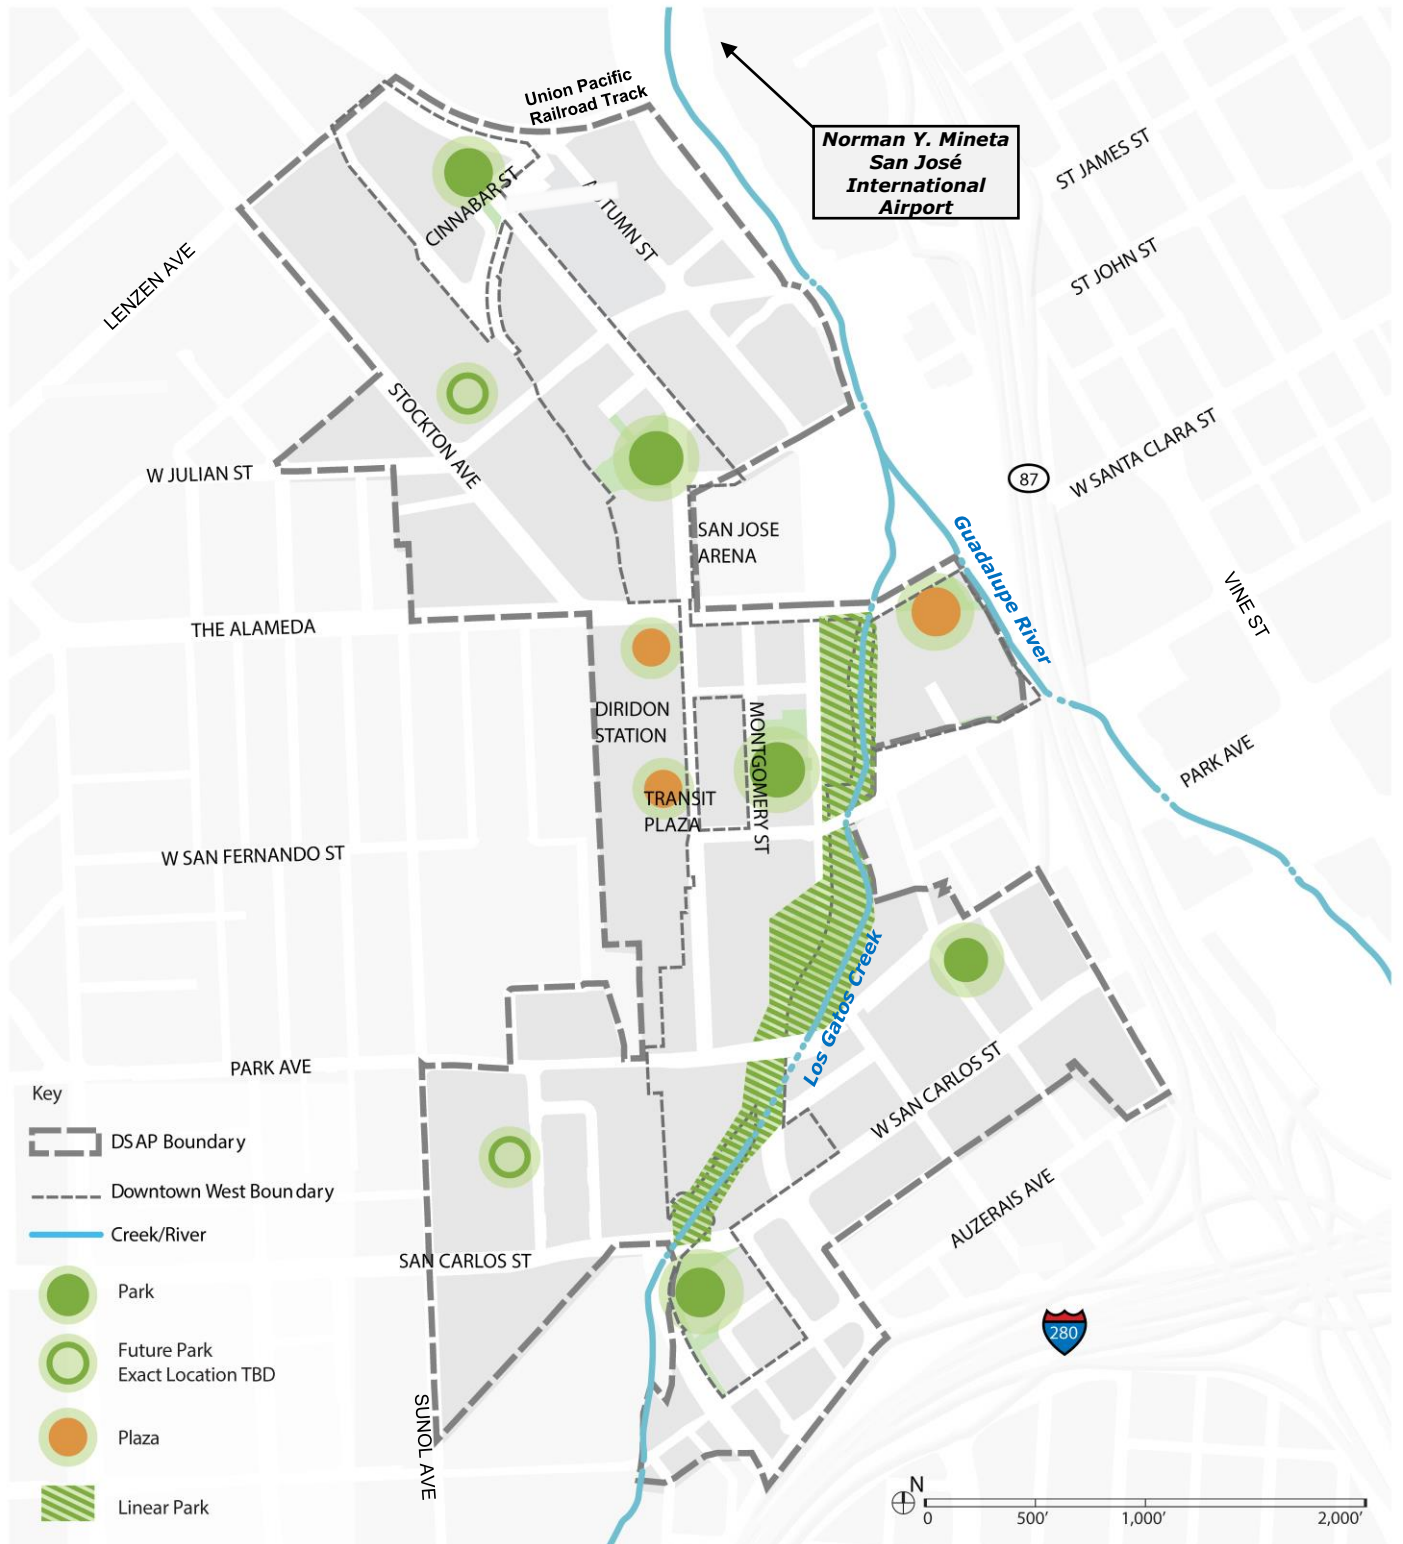 Union Pacific
Railroad Track
Norman Y. Mineta
San José
International
Airport
ST JAMES ST
CINNABAR ST
TUMN ST
ST JOHN ST
LENZEN AVE
STOCKTON AVE
W SANTA CLARA ST
W JULIAN ST
87
SAN JOSE
ARENA
Guadalupe River
VINE ST
THE ALAMEDA
DIRIDON
STATION
MONTGOMERY ST
PARK AVE
TRANSIT
PLAZA
W SAN FERNANDO ST
Los Gatos Creek
PARK AVE
W SAN CARLOS ST
AUZERAIS AVE
SAN CARLOS ST
280
SUNOL AVE
Key
DSAP Boundary
Downtown West Boundary
Creek/River
Park
Future Park
Exact Location TBD
Plaza
Linear Park
N
0 500' 1,000' 2,000'